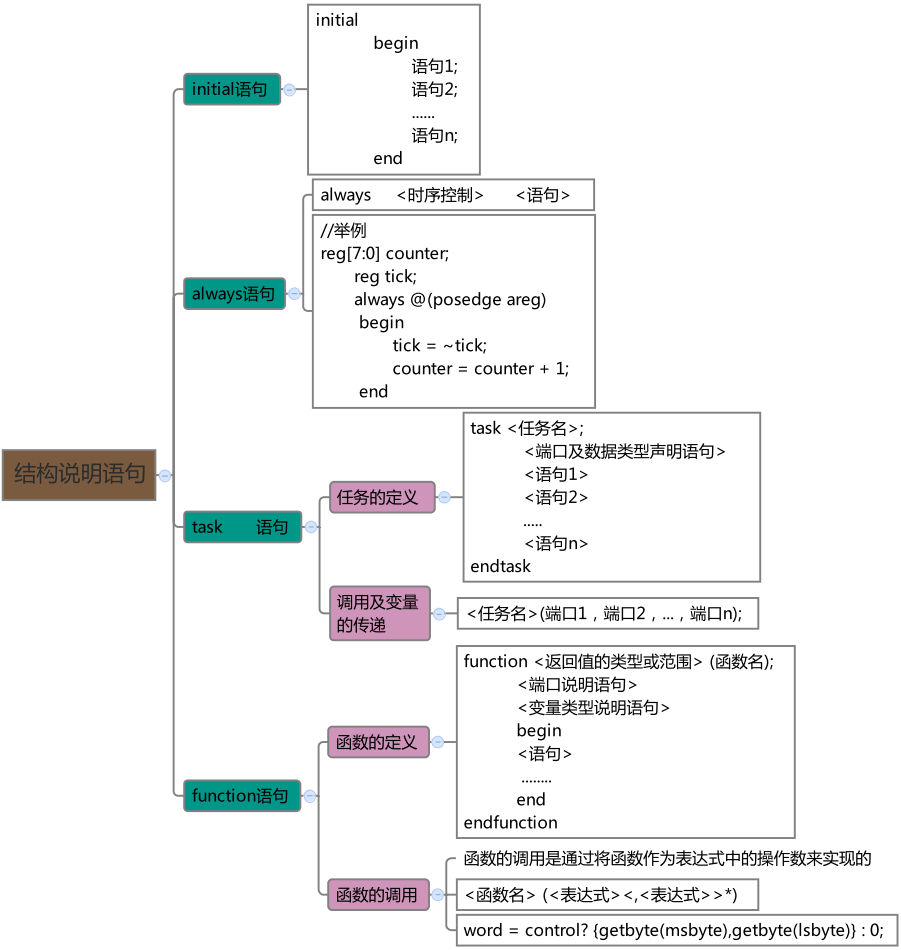 结构说明语句
initial语句
initial
begin
语句1;
语句2;
......
语句n;
end
always语句
always <时序控制> <语句>
//举例
reg[7:0] counter;
reg tick;
always @(posedge areg)
begin
tick = ~tick;
counter = counter + 1;
end
task 语句
任务的定义
task <任务名>;
<端口及数据类型声明语句>
<语句1>
<语句2>
.....
<语句n>
endtask
调用及变量
的传递
<任务名>(端口1，端口2，...，端口n);
function语句
函数的定义
function <返回值的类型或范围> (函数名);
<端口说明语句>
<变量类型说明语句>
begin
<语句>
........
end
endfunction
函数的调用
函数的调用是通过将函数作为表达式中的操作数来实现的
<函数名> (<表达式><,<表达式>>*)
word = control? {getbyte(msbyte),getbyte(lsbyte)} : 0;